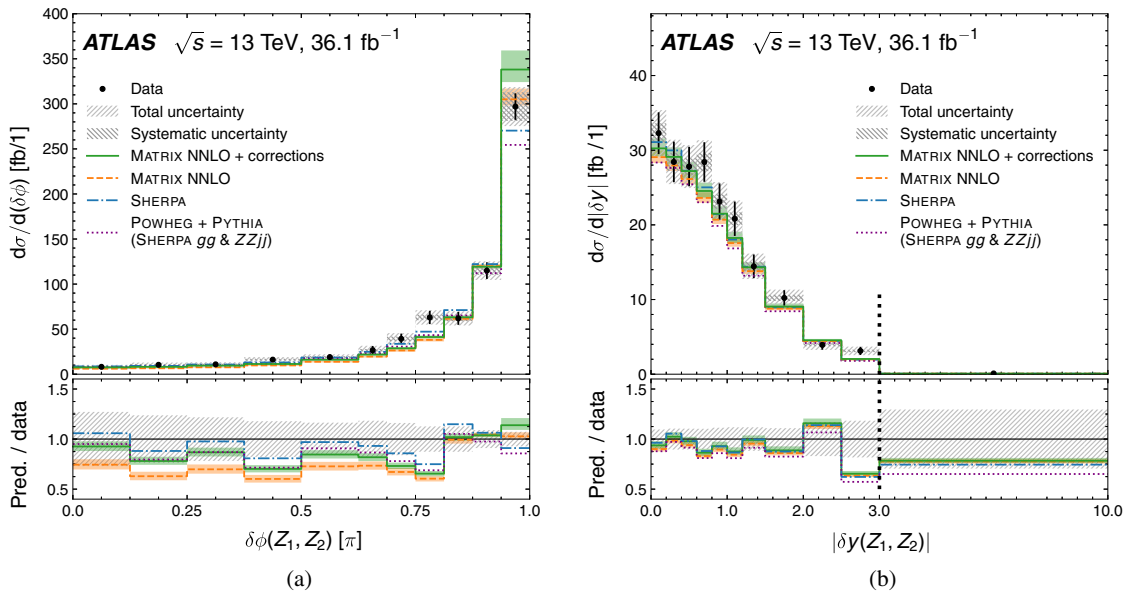 ATLAS √s = 13 TeV, 36.1 fb⁻¹
Data
Total uncertainty
Systematic uncertainty
MATRIX NNLO + corrections
MATRIX NNLO
SHERPA
POWHEG + PYTHIA
(SHERPA gg & ZZjj)
dσ/d(δϕ) [fb/1]
400
350
300
250
200
150
100
50
0
Pred. / data
1.5
1.0
0.5
0.0 0.25 0.5 0.75 1.0
δϕ(Z₁, Z₂) [π]
(a)
ATLAS √s = 13 TeV, 36.1 fb⁻¹
Data
Total uncertainty
Systematic uncertainty
MATRIX NNLO + corrections
MATRIX NNLO
SHERPA
POWHEG + PYTHIA
(SHERPA gg & ZZjj)
dσ/d|δy| [fb /1]
40
30
20
10
0
Pred. / data
1.5
1.0
0.5
0.0 1.0 2.0 3.0 10.0
|δy(Z₁, Z₂)|
(b)